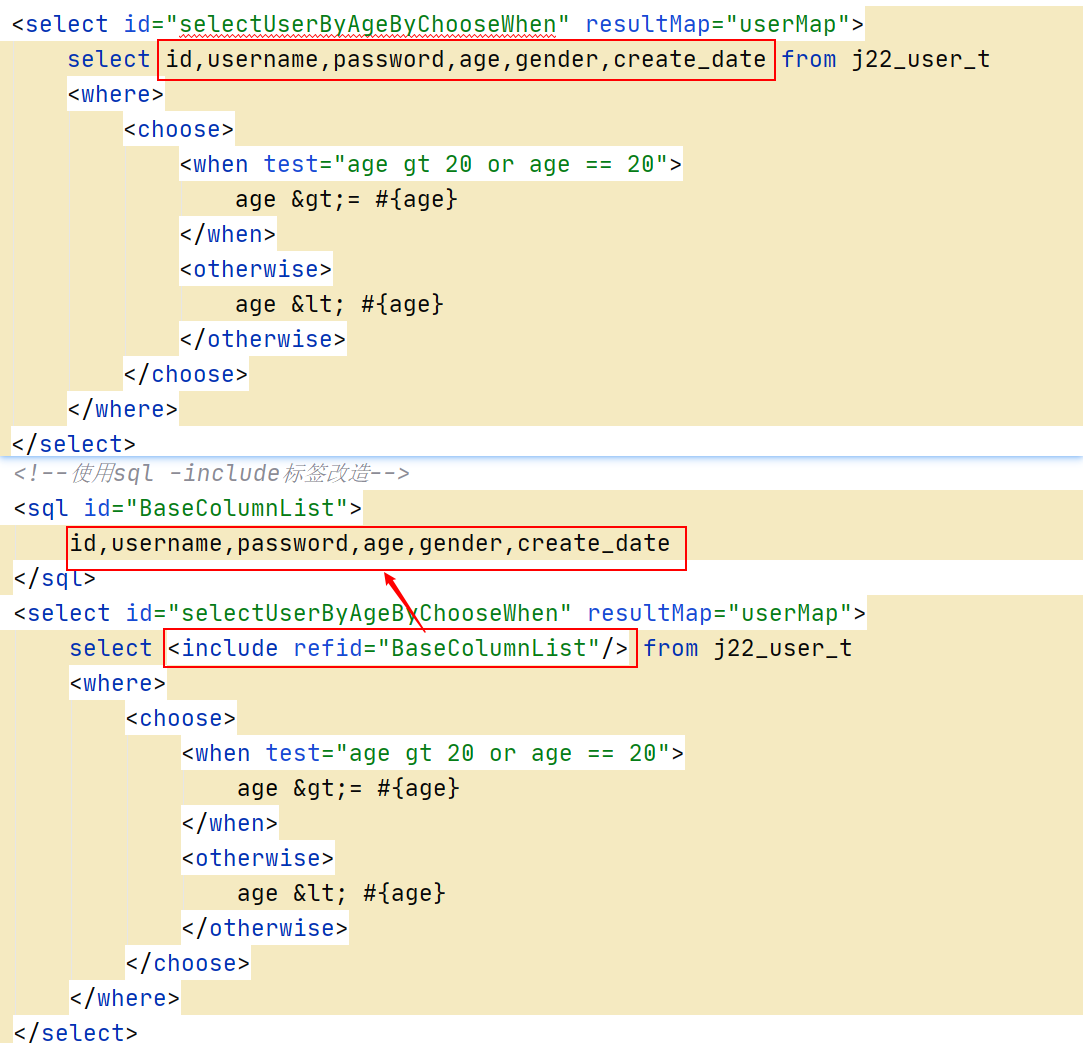 <select id="selectUserByAgeByChooseWhen" resultMap="userMap">
select id,username,password,age,gender,create_date from j22_user_t
<where>
<choose>
<when test="age gt 20 or age == 20">
age &gt;= #{age}
</when>
<otherwise>
age &lt; #{age}
</otherwise>
</choose>
</where>
</select>
<!--使用sql -include标签改造-->
<sql id="BaseColumnList">
id,username,password,age,gender,create_date
</sql>
<select id="selectUserByAgeByChooseWhen" resultMap="userMap">
select <include refid="BaseColumnList"/> from j22_user_t
<where>
<choose>
<when test="age gt 20 or age == 20">
age &gt;= #{age}
</when>
<otherwise>
age &lt; #{age}
</otherwise>
</choose>
</where>
</select>